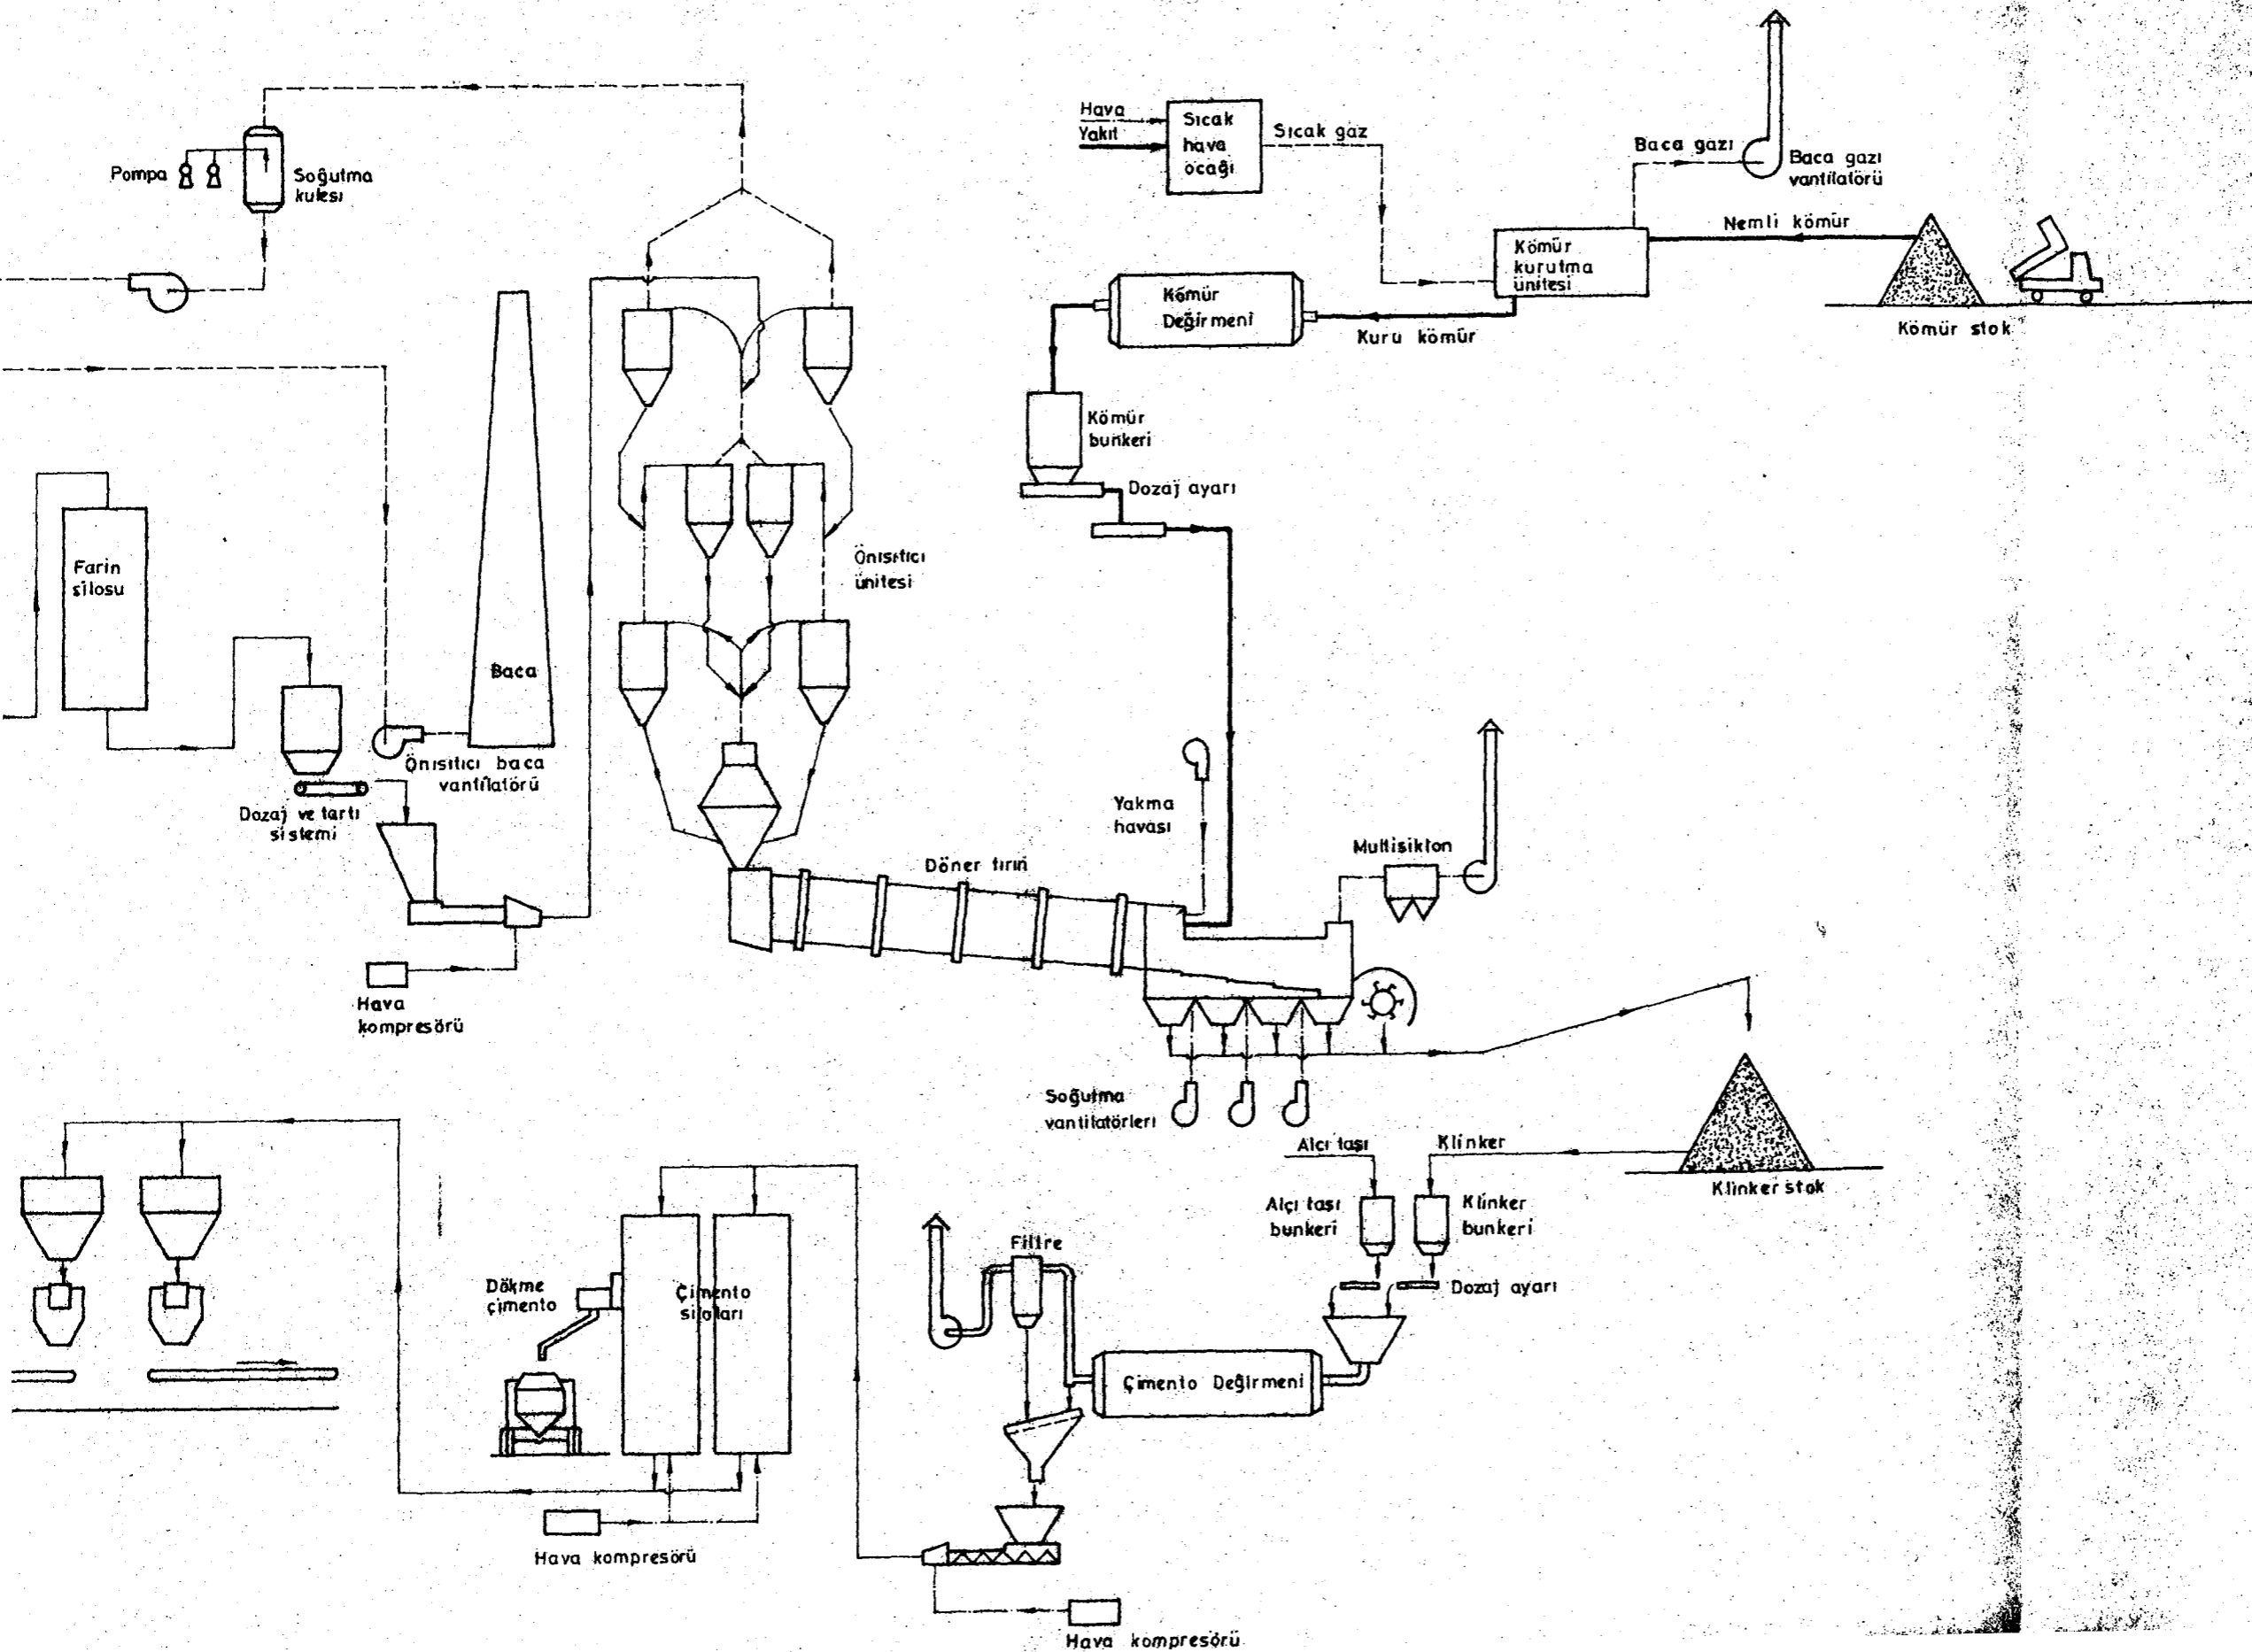 Hava
Yakıt
Sıcak
hava
ocağı
Sıcak gaz
Baca gazı
Baca gazı
vantilatörü
Pompa
Soğutma
kulesi
Nemli kömür
Kömür
kurutma
ünitesi
Kömür
Değirmeni
Kuru kömür
Kömür stok
Kömür
bunkeri
Dozaj ayarı
Farin
silosu
Önısıtıcı
ünitesi
Baca
Önısıtıcı baca
vantilatörü
Dozaj ve tartı
sistemi
Yakma
havası
Multisiklon
Döner fırın
Hava
kompresörü
Soğutma
vantilatörleri
Alçı taşı
Klinker
Klinker stok
Alçı taşı
bunkeri
Klinker
bunkeri
Filtre
Dökme
çimento
Çimento
siloları
Dozaj ayarı
Çimento Değirmeni
Hava kompresörü
Hava kompresörü